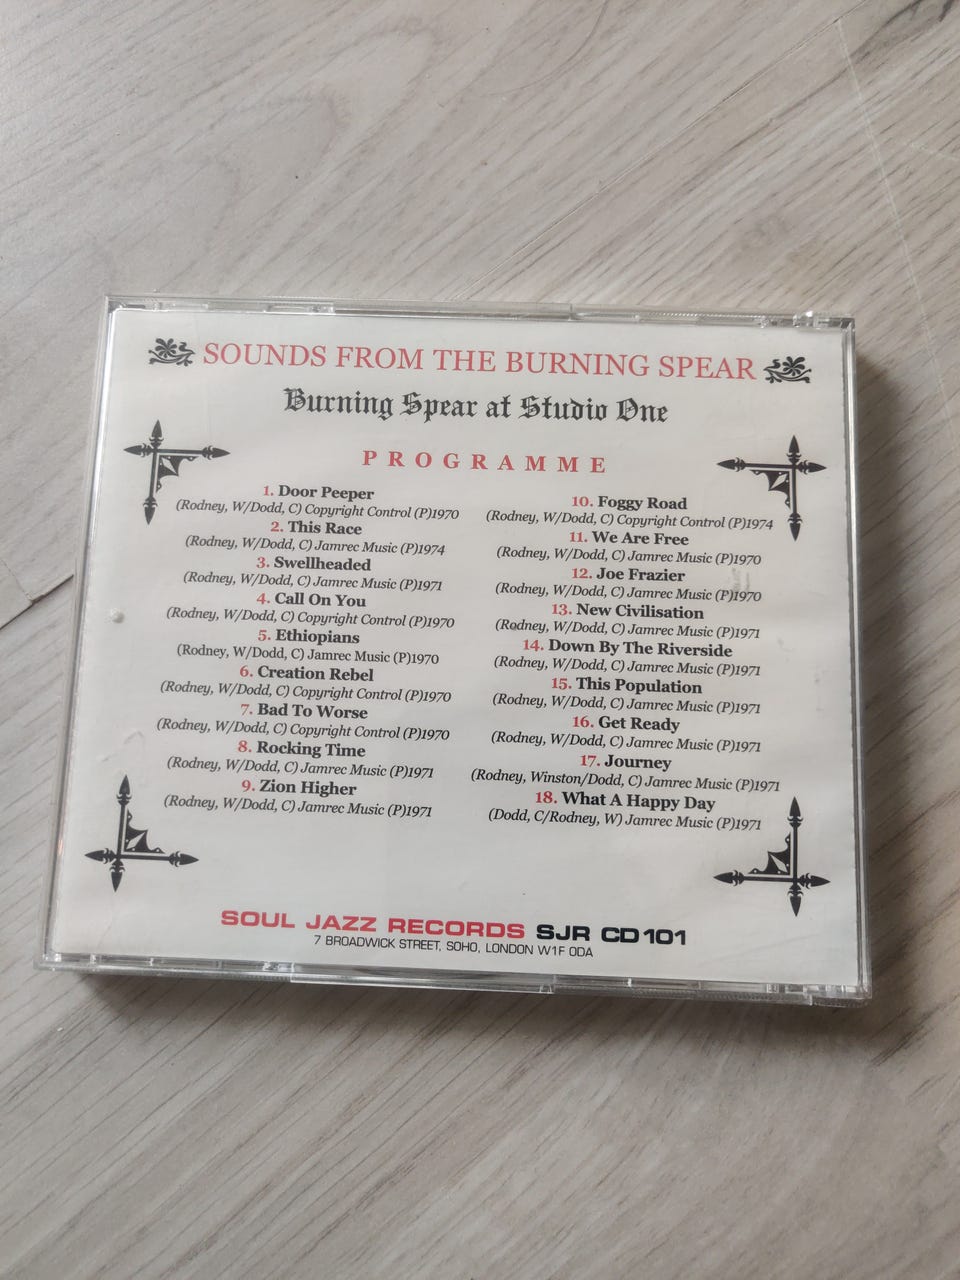 SOUNDS FROM THE BURNING SPEAR
Burning Spear at Studio One
PROGRAMME
1. Door Peeper
(Rodney, W/Dodd, C) Copyright Control (P)1970
2. This Race
(Rodney, W/Dodd, C) Jamrec Music (P)1974
3. Swellheaded
(Rodney, W/Dodd, C) Jamrec Music (P)1971
4. Call On You
(Rodney, W/Dodd, C) Copyright Control (P)1970
5. Ethiopians
(Rodney, W/Dodd, C) Jamrec Music (P)1970
6. Creation Rebel
(Rodney, W/Dodd, C) Copyright Control (P)1970
7. Bad To Worse
(Rodney, W/Dodd, C) Copyright Control (P)1970
8. Rocking Time
(Rodney, W/Dodd, C) Jamrec Music (P)1971
9. Zion Higher
(Rodney, W/Dodd, C) Jamrec Music (P)1971
10. Foggy Road
(Rodney, W/Dodd, C) Copyright Control (P)1974
11. We Are Free
(Rodney, W/Dodd, C) Jamrec Music (P)1970
12. Joe Frazier
(Rodney, W/Dodd, C) Jamrec Music (P)1970
13. New Civilisation
(Rodney, W/Dodd, C) Jamrec Music (P)1971
14. Down By The Riverside
(Rodney, W/Dodd, C) Jamrec Music (P)1971
15. This Population
(Rodney, W/Dodd, C) Jamrec Music (P)1971
16. Get Ready
(Rodney, W/Dodd, C) Jamrec Music (P)1971
17. Journey
(Rodney, Winston/Dodd, C) Jamrec Music (P)1971
18. What A Happy Day
(Dodd, C/Rodney, W) Jamrec Music (P)1971
SOUL JAZZ RECORDS SJR CD 101
7 BROADWICK STREET, SOHO, LONDON W1F 0DA